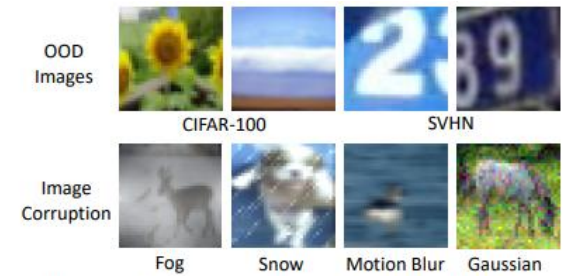 OOD
Images
23
39
CIFAR-100 SVHN
Image
Corruption
Fog Snow Motion Blur Gaussian